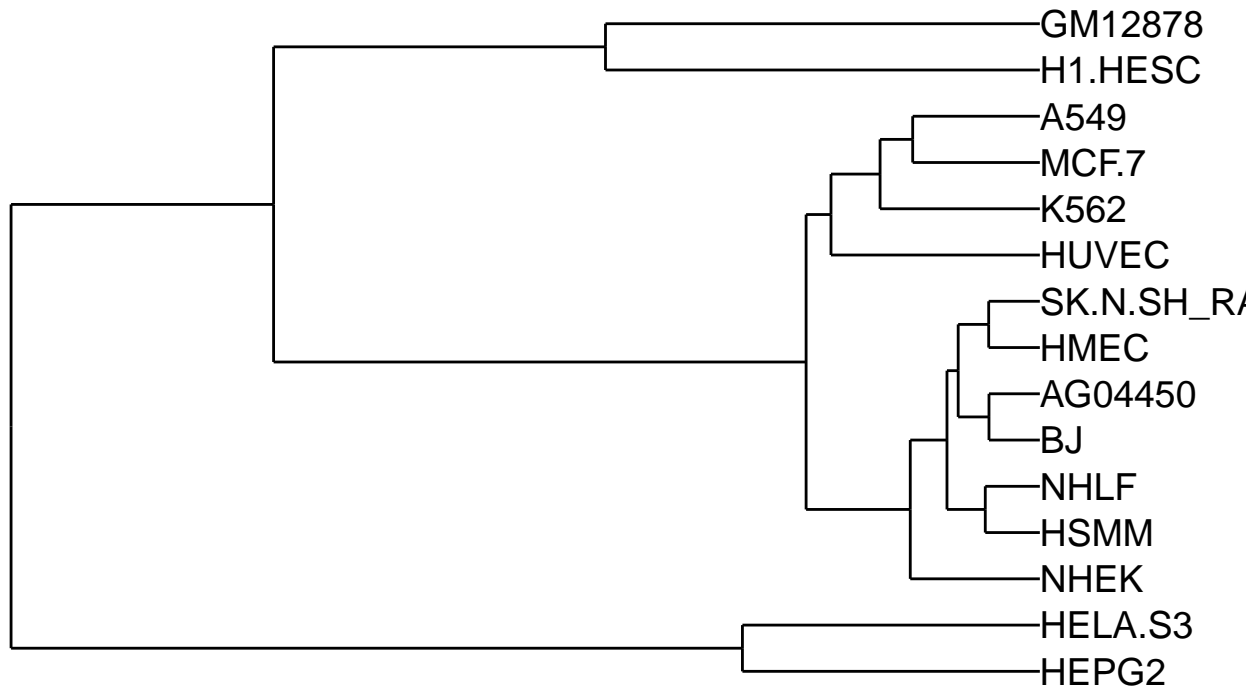 GM12878
H1.HESC
A549
MCF.7
K562
HUVEC
SK.N.SH_RA
HMEC
AG04450
BJ
NHLF
HSMM
NHEK
HELA.S3
HEPG2